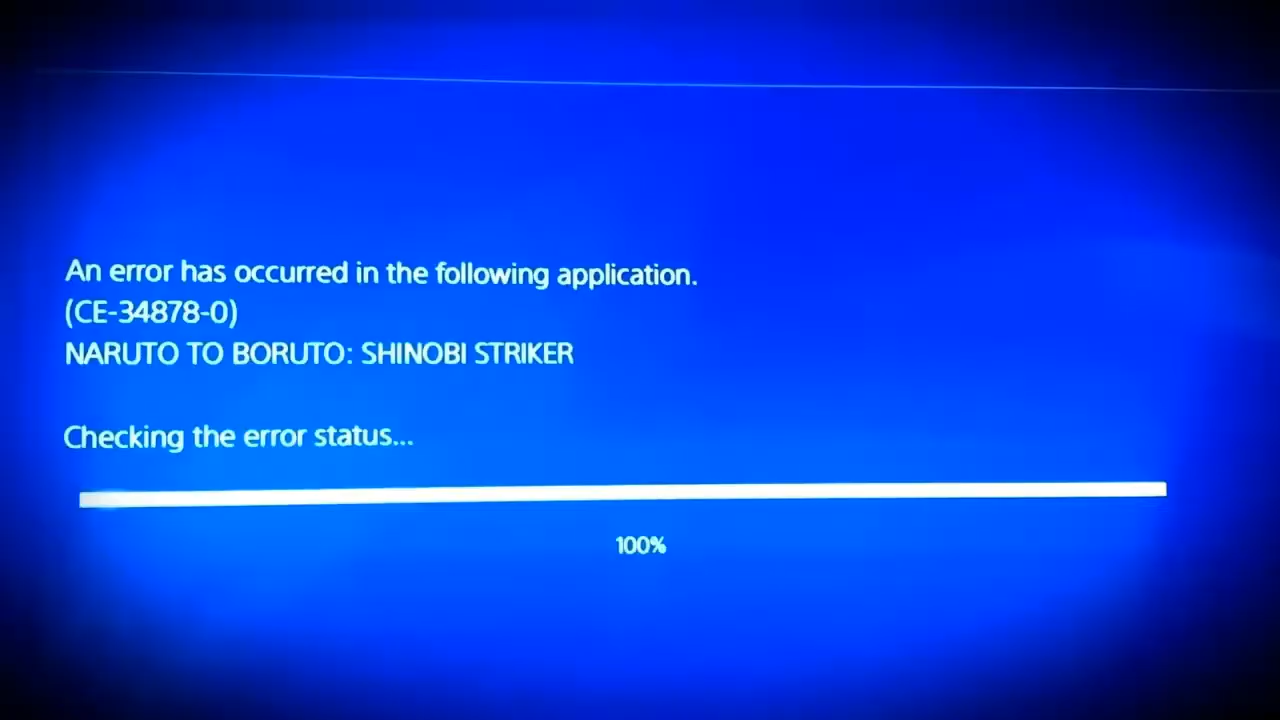 An error has occurred in the following application.
(CE-34878-0)
NARUTO TO BORUTO: SHINOBI STRIKER
Checking the error status...
100%